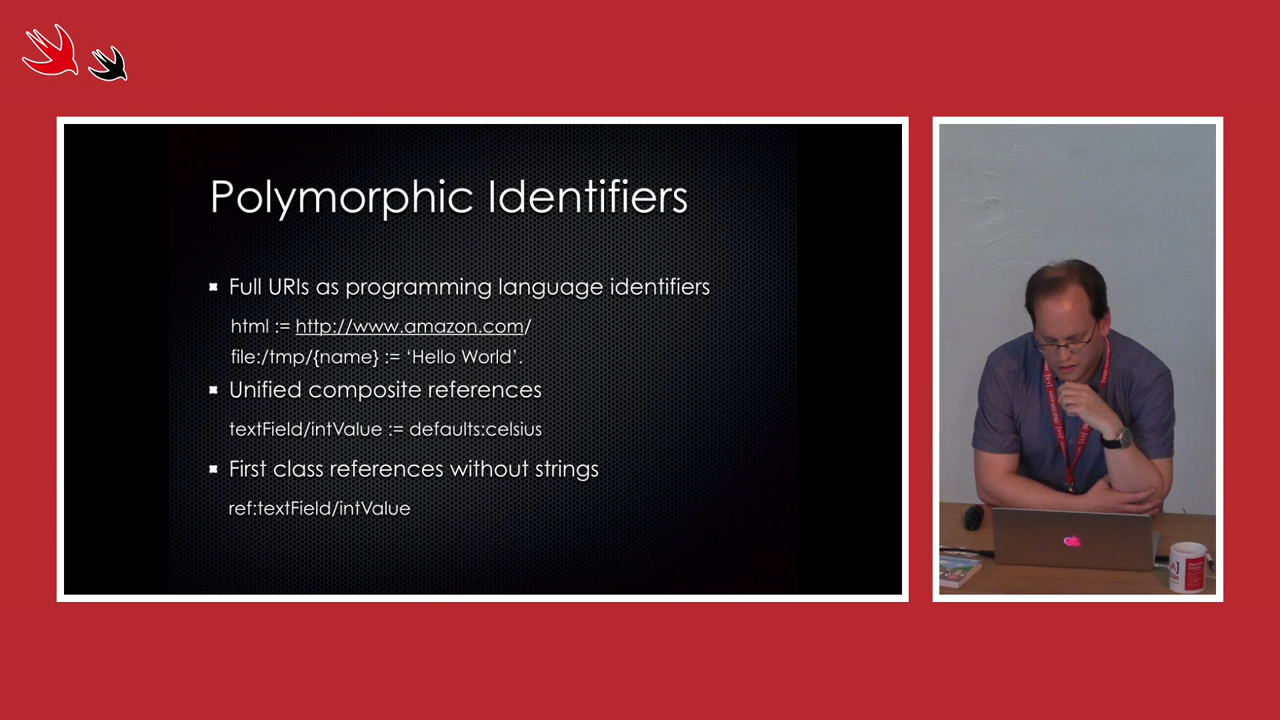 Polymorphic Identifiers
Full URIs as programming language identifiers
html := http://www.amazon.com/
file:/tmp/{name} := ‘Hello World’.
Unified composite references
textField/intValue := defaults:celsius
First class references without strings
ref:textField/intValue